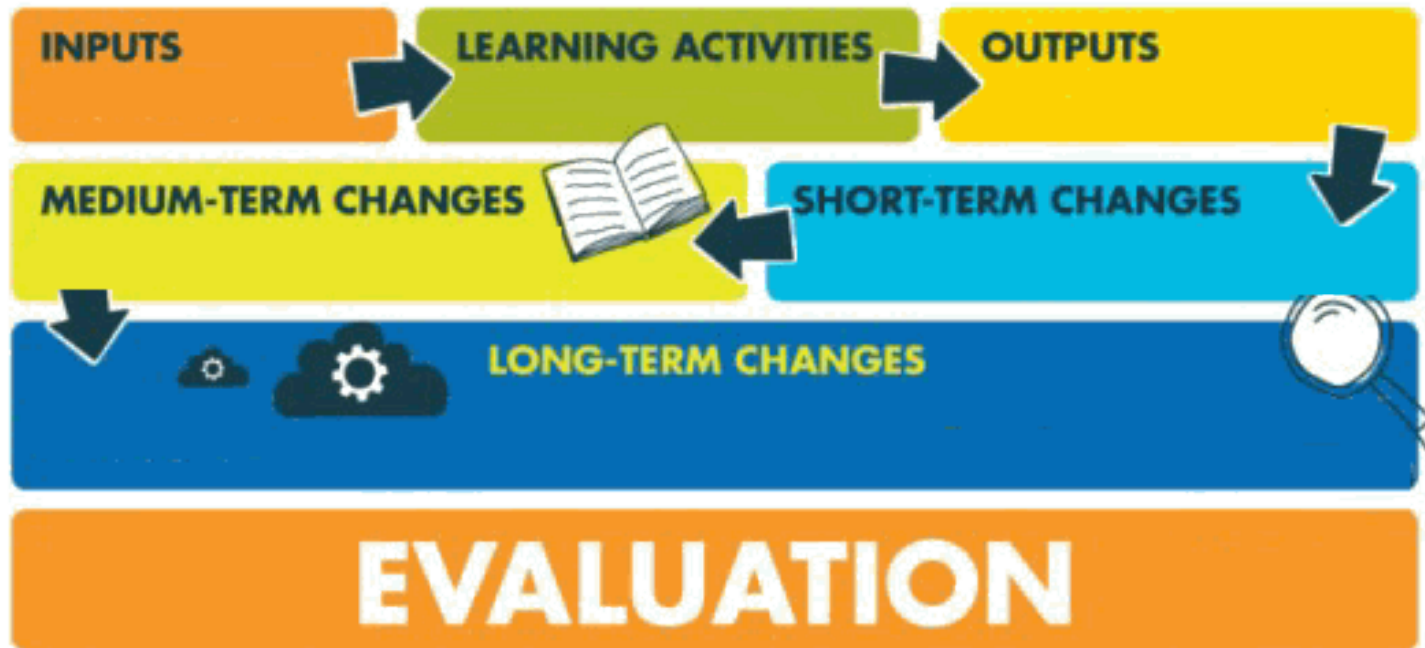 INPUTS
LEARNING ACTIVITIES
OUTPUTS
MEDIUM-TERM CHANGES
SHORT-TERM CHANGES
LONG-TERM CHANGES
EVALUATION